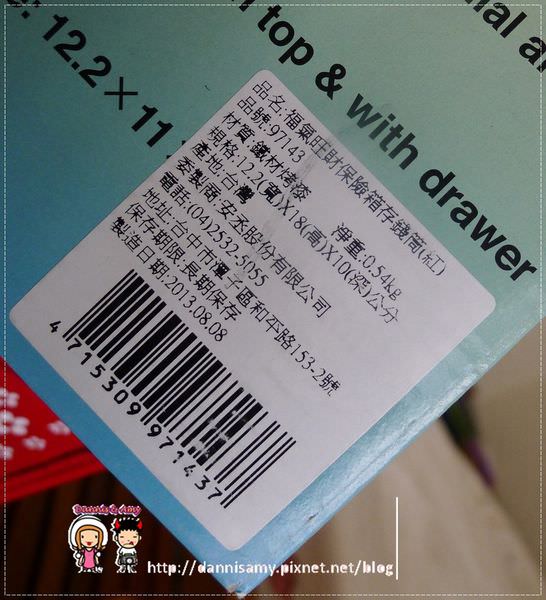 nal an
n top & with drawer
e: 12.2×11
品名:福氣旺財保險箱存錢筒(紅)
品號:97143
材質:鐵材烤漆 淨重:0.54kg
規格:12.2(寬)X18(高)X10(深)公分
產地:台灣
委製商:安丞股份有限公司
電話:(04)2532-5055
地址:台中市潭子區和平路153-2號
保存期限:長期保存
製造日期:2013.08.08
4 715309 971437
Dannis & Amy
http://dannisamy.pixnet.net/blog